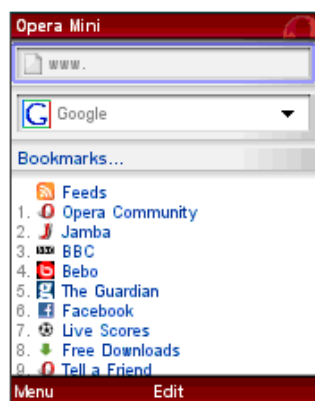 Opera Mini
www.
G Google
Bookmarks...
Feeds
1. Opera Community
2. Jamba
3. BBC BBC
4. b Bebo
5. g The Guardian
6. f Facebook
7. Live Scores
8. Free Downloads
9. Tell a Friend
Menu Edit